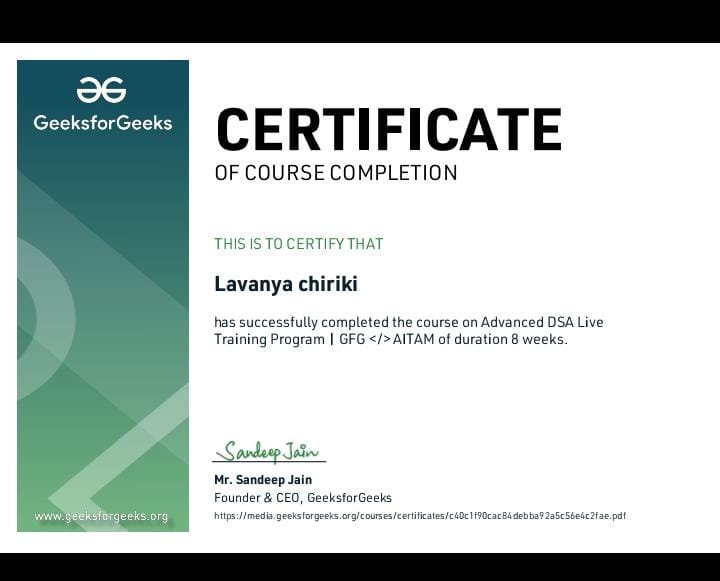 GeeksforGeeks
CERTIFICATE
OF COURSE COMPLETION
THIS IS TO CERTIFY THAT
Lavanya chiriki
has successfully completed the course on Advanced DSA Live
Training Program | GFG </> AITAM of duration 8 weeks.
Sandeep Jain
Mr. Sandeep Jain
Founder & CEO, GeeksforGeeks
https://media.geeksforgeeks.org/courses/certificates/c40c1f90cac84debba92a5c56e4c2fae.pdf
www.geeksforgeeks.org